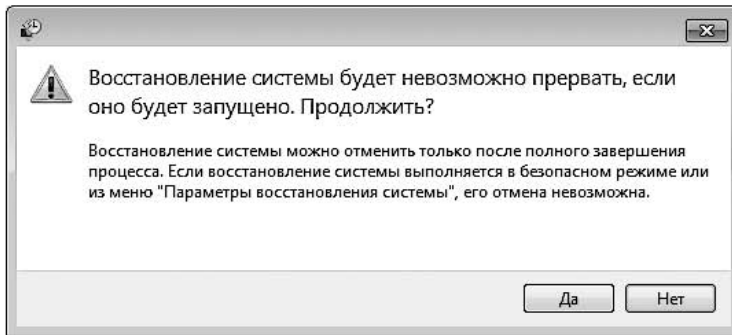 Восстановление системы будет невозможно прервать, если
оно будет запущено. Продолжить?
Восстановление системы можно отменить только после полного завершения
процесса. Если восстановление системы выполняется в безопасном режиме или
из меню "Параметры восстановления системы", его отмена невозможна.
Да
Нет